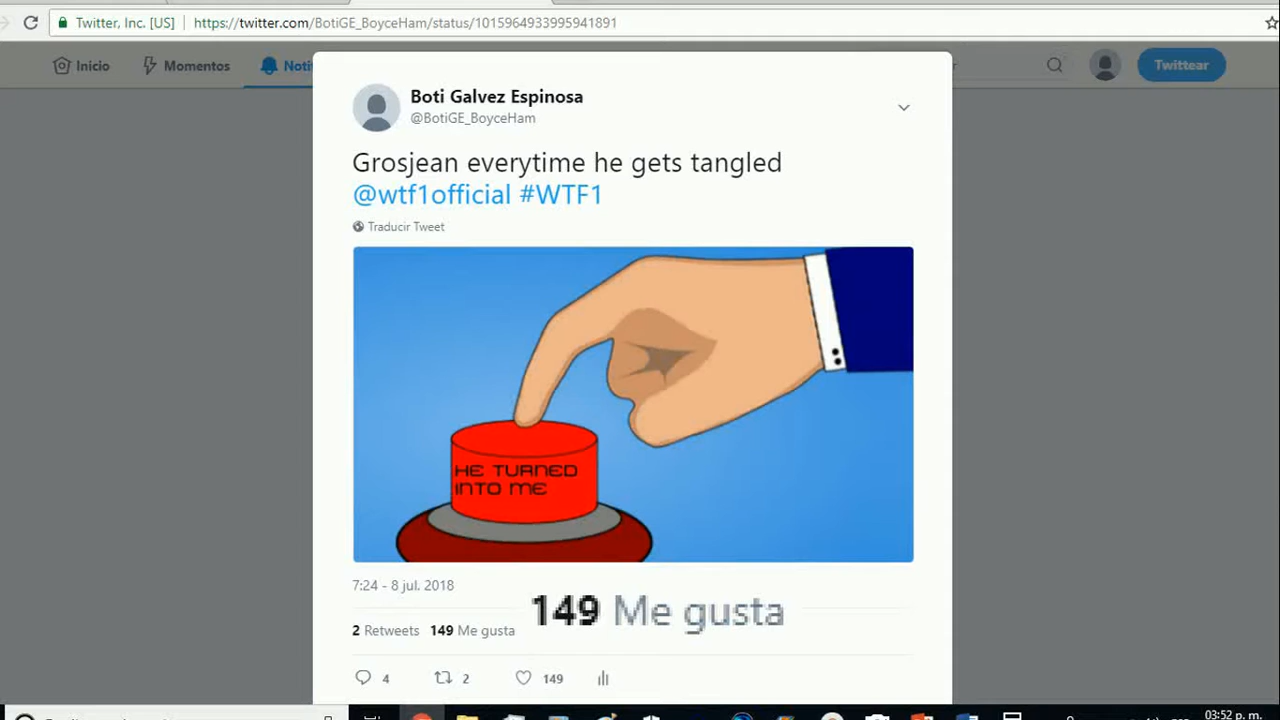 Twitter, Inc. [US] https://twitter.com/BotiGE_BoyceHam/status/1015964933995941891
Inicio Momentos Noti Twittear
Boti Galvez Espinosa
@BotiGE_BoyceHam
Grosjean everytime he gets tangled
@wtf1official #WTF1
Traducir Tweet
HE TURNED
INTO ME
7:24 - 8 jul. 2018
149 Me gusta
2 Retweets 149 Me gusta
4 2 149
03:52 p. m.